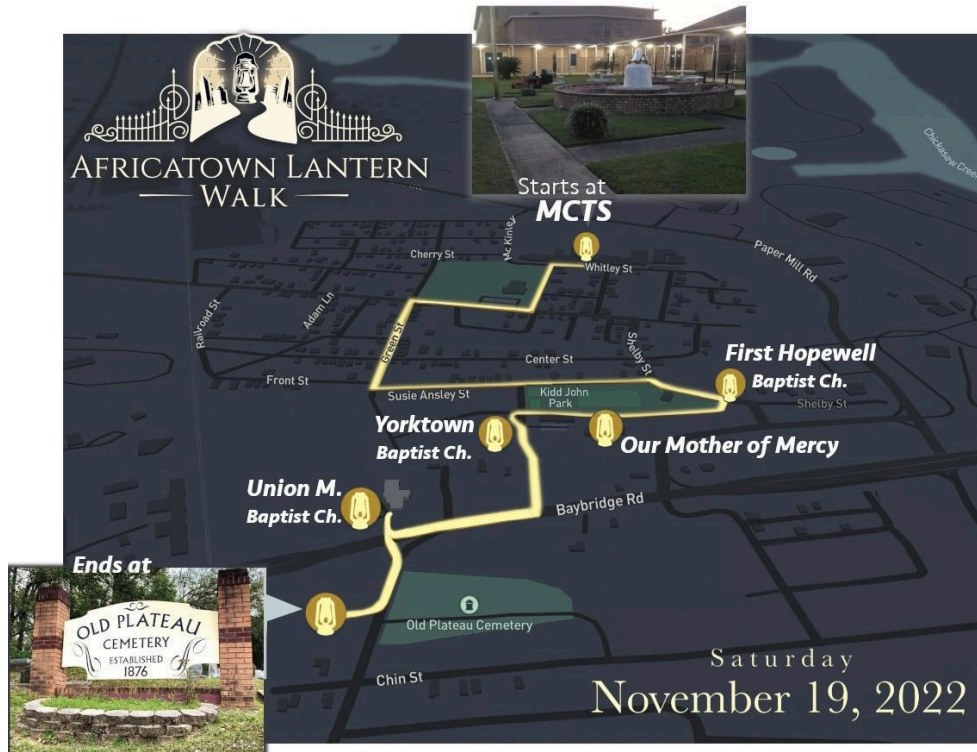 AFRICATOWN LANTERN
WALK
Starts at
MCTS
Chickasaw Creek
Mc Kinley
Cherry St
Whitley St
Paper Mill Rd
Railroad St
Adam Ln
Green St
Center St
Shelby St
First Hopewell
Baptist Ch.
Front St
Susie Ansley St
Kidd John
Park
Shelby St
Yorktown
Baptist Ch.
Our Mother of Mercy
Union M.
Baptist Ch.
Baybridge Rd
Ends at
OLD PLATEAU
CEMETERY
ESTABLISHED
1876
Old Plateau Cemetery
Chin St
Saturday
November 19, 2022